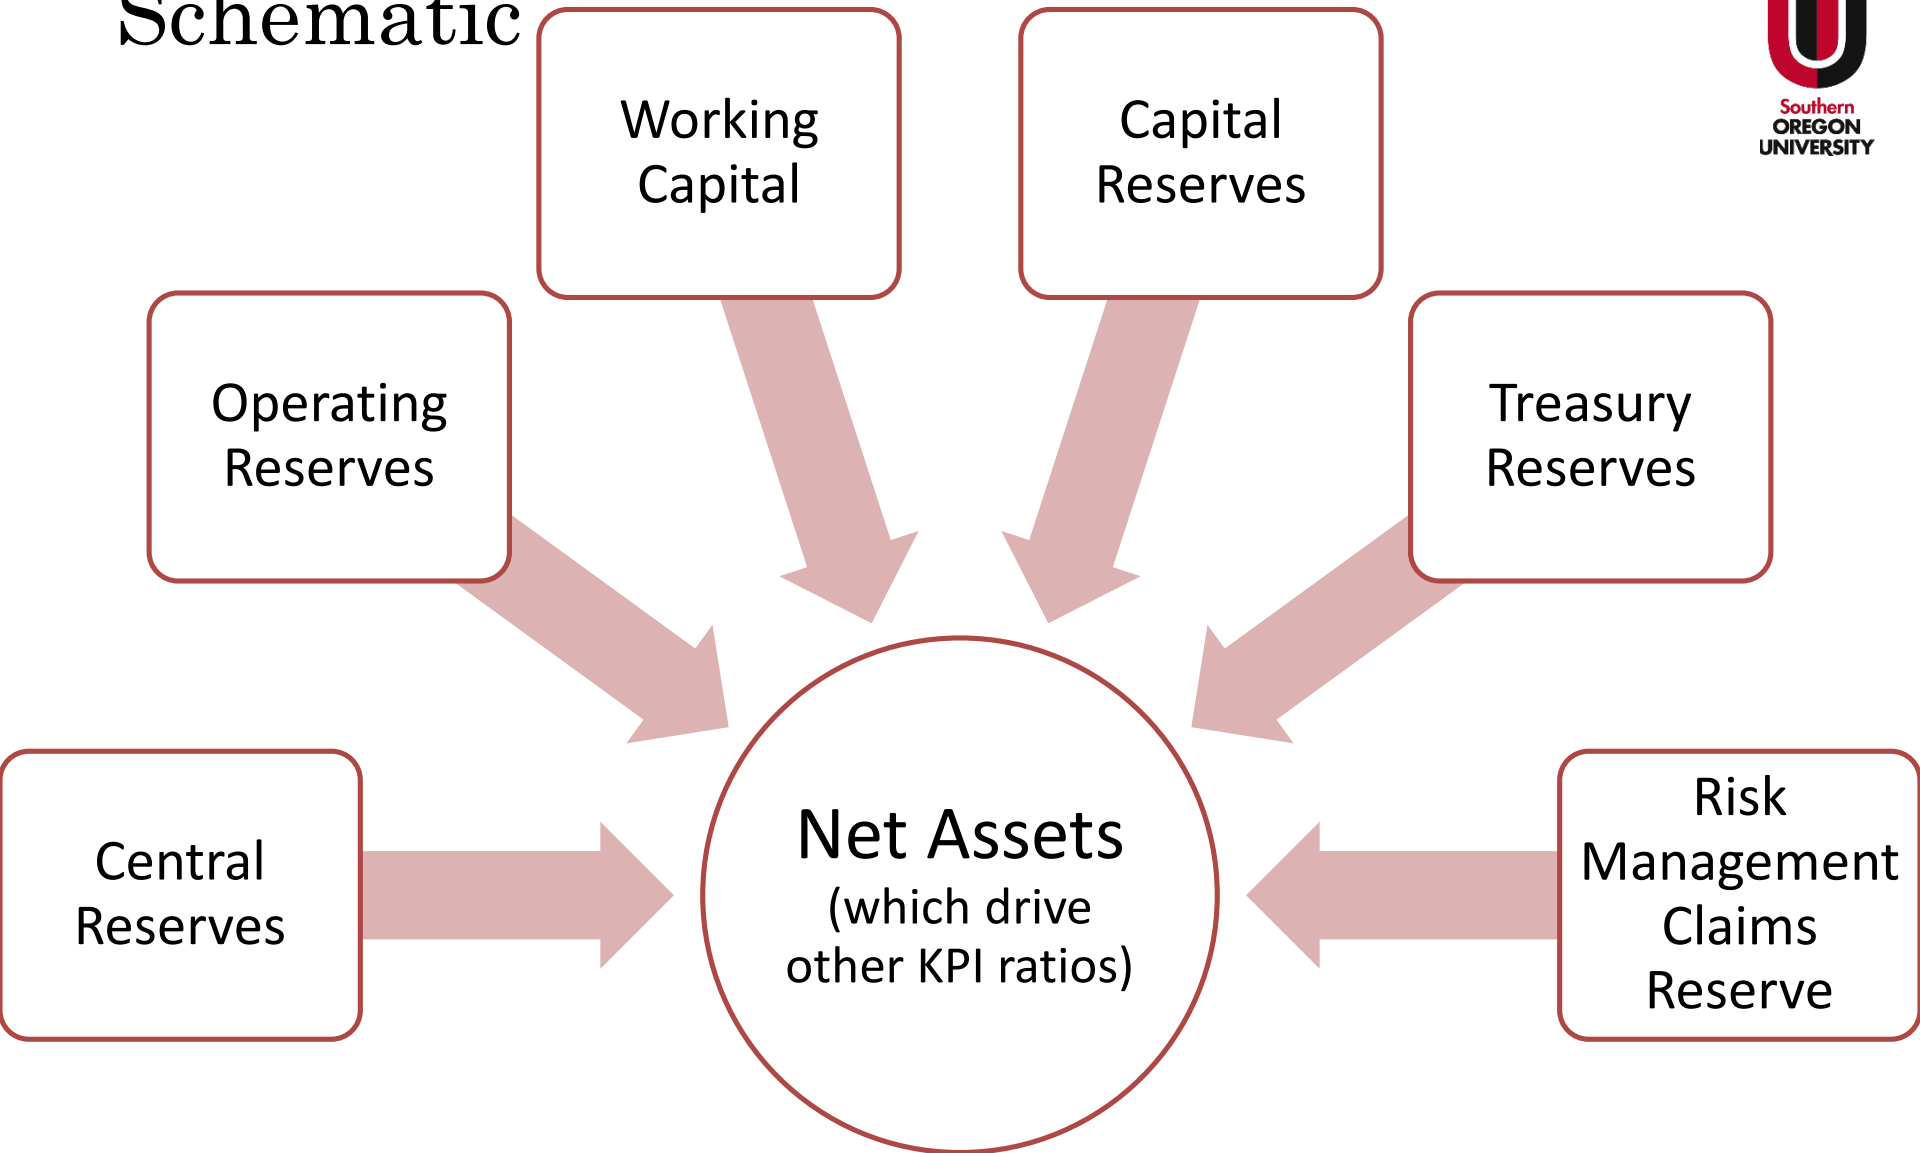 Schematic
Working
Capital
Capital
Reserves
Southern
OREGON
UNIVERSITY
Operating
Reserves
Treasury
Reserves
Central
Reserves
Net Assets
(which drive
other KPI ratios)
Risk
Management
Claims
Reserve